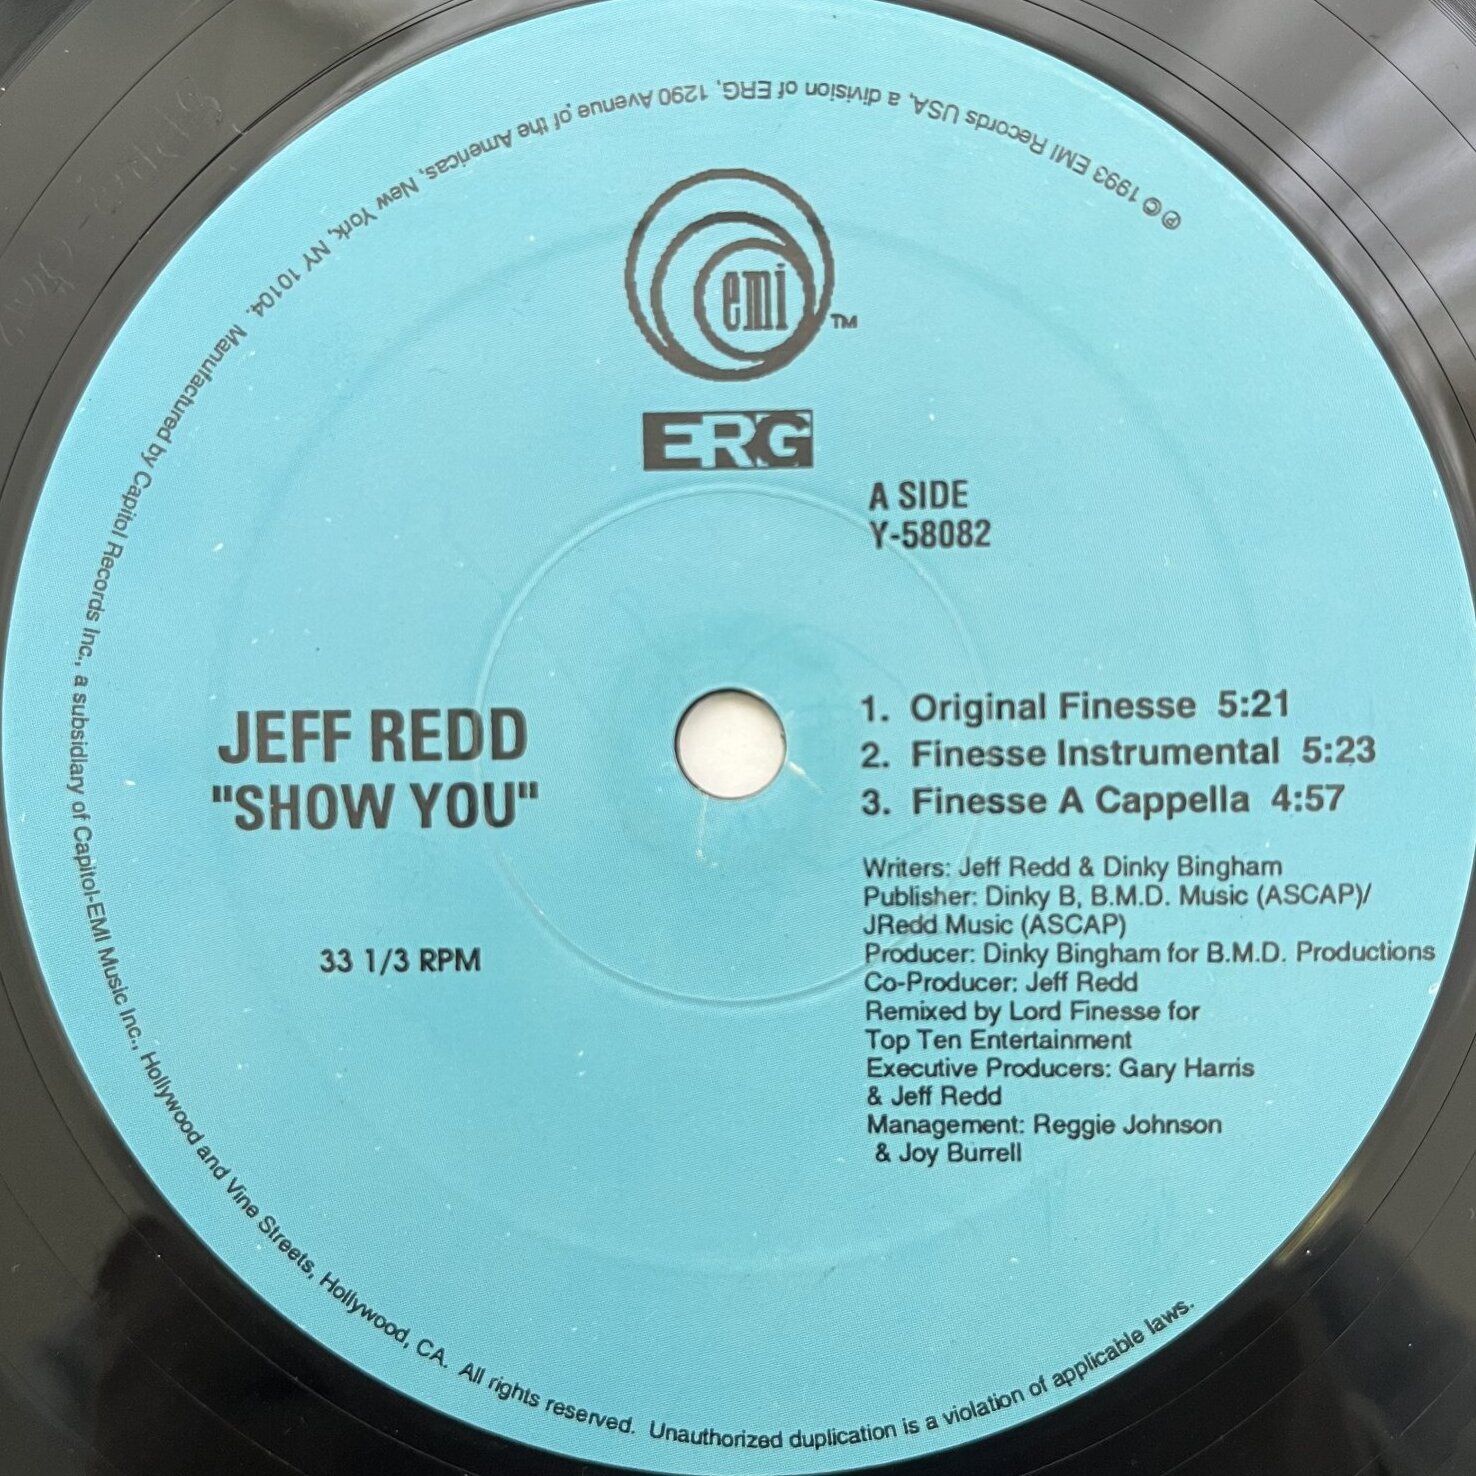 emi
TM
ERG
A SIDE
Y-58082
JEFF REDD
"SHOW YOU"
33 1/3 RPM
1. Original Finesse 5:21
2. Finesse Instrumental 5:23
3. Finesse A Cappella 4:57
Writers: Jeff Redd & Dinky Bingham
Publisher: Dinky B, B.M.D. Music (ASCAP)/
JRedd Music (ASCAP)
Producer: Dinky Bingham for B.M.D. Productions
Co-Producer: Jeff Redd
Remixed by Lord Finesse for
Top Ten Entertainment
Executive Producers: Gary Harris
& Jeff Redd
Management: Reggie Johnson
& Joy Burrell
℗© 1993 EMI Records USA, a division of ERG, 1290 Avenue of the Americas, New York, NY 10104. Manufactured by Capitol Records Inc., a subsidiary of Capitol-EMI Music Inc., Hollywood and Vine Streets, Hollywood, CA. All rights reserved. Unauthorized duplication is a violation of applicable laws.